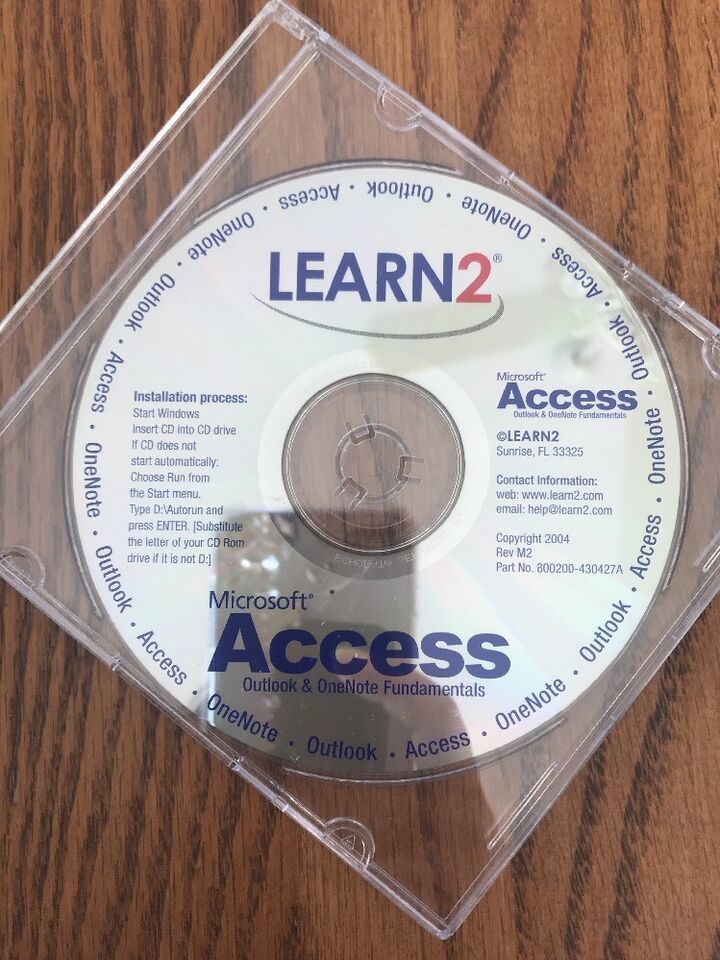 Outlook · Access · OneNote · Outlook · Access · OneNote · Outlook · Access · OneNote · Outlook · Access · OneNote · Outlook · Access · OneNote ·
LEARN2®
Installation process:
Start Windows
Insert CD into CD drive
If CD does not
start automatically:
Choose Run from
the Start menu.
Type D:\Autorun and
press ENTER. [Substitute
the letter of your CD Rom
drive if it is not D:]
Microsoft®
Access
Outlook & OneNote Fundamentals
©LEARN2
Sunrise, FL 33325
Contact Information:
web: www.learn2.com
email: help@learn2.com
Copyright 2004
Rev M2
Part No. 800200-430427A
Microsoft®
Access
Outlook & OneNote Fundamentals